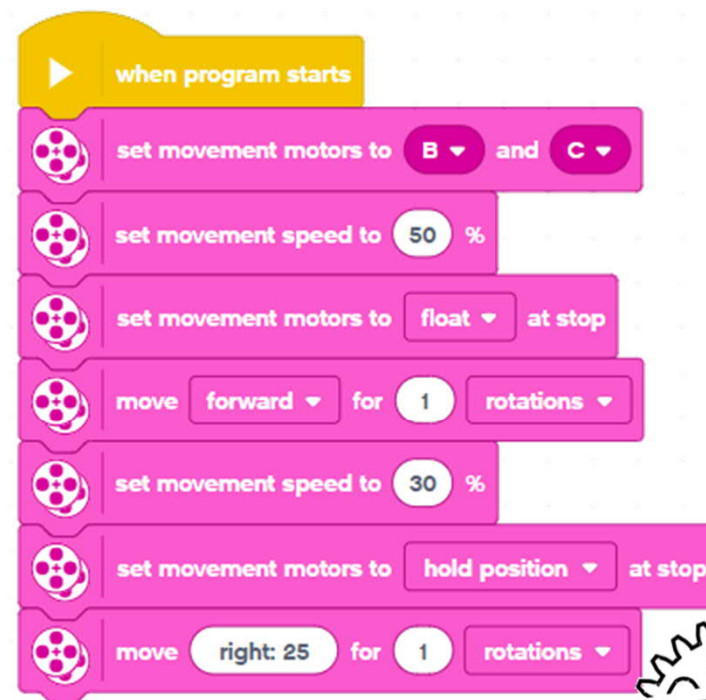 when program starts
set movement motors to B and C
set movement speed to 50 %
set movement motors to float at stop
move forward for 1 rotations
set movement speed to 30 %
set movement motors to hold position at stop
move right: 25 for 1 rotations